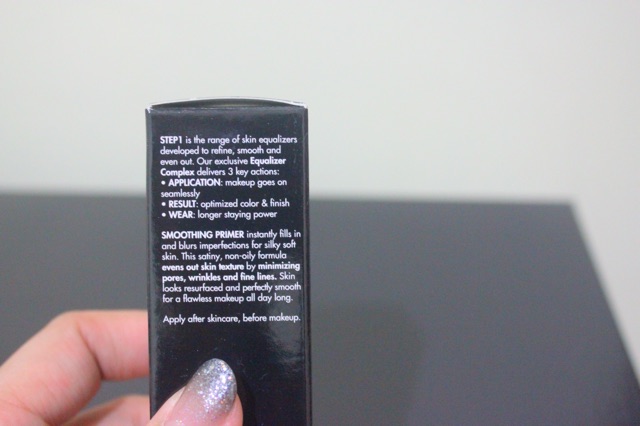 STEP1 is the range of skin equalizers
developed to refine, smooth and
even out. Our exclusive Equalizer
Complex delivers 3 key actions:
• APPLICATION: makeup goes on
seamlessly
• RESULT: optimized color & finish
• WEAR: longer staying power
SMOOTHING PRIMER instantly fills in
and blurs imperfections for silky soft
skin. This satiny, non-oily formula
evens out skin texture by minimizing
pores, wrinkles and fine lines. Skin
looks resurfaced and perfectly smooth
for a flawless makeup all day long.
Apply after skincare, before makeup.